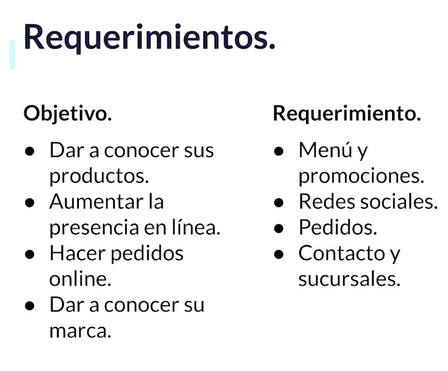 Requerimientos.
Objetivo.
● Dar a conocer sus
productos.
● Aumentar la
presencia en línea.
● Hacer pedidos
online.
● Dar a conocer su
marca.
Requerimiento.
● Menú y
promociones.
● Redes sociales.
● Pedidos.
● Contacto y
sucursales.